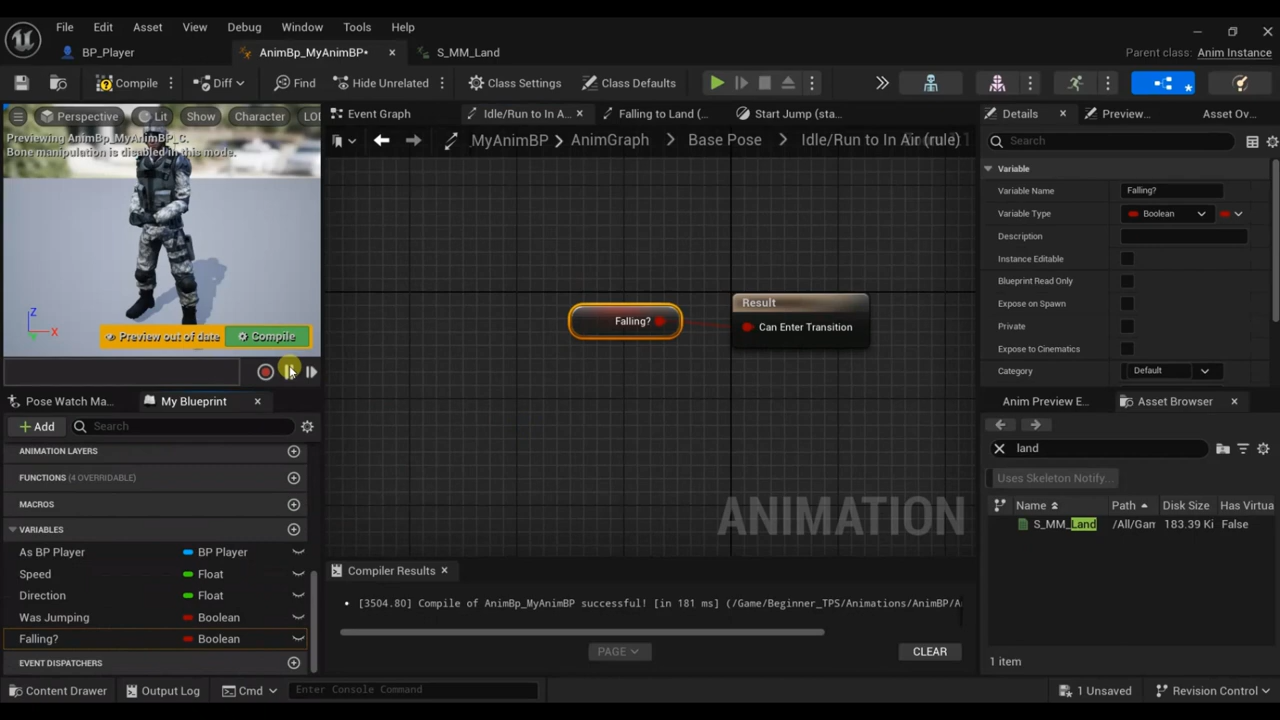 File Edit Asset View Debug Window Tools Help
BP_Player AnimBp_MyAnimBP* S_MM_Land Parent class: Anim Instance
Compile Diff Find Hide Unrelated Class Settings Class Defaults
Perspective Lit Show Character LOD
Previewing AnimBp_MyAnimBP_C.
Bone manipulation is disabled in this mode.
Event Graph Idle/Run to In A... Falling to Land (... Start Jump (sta...
_MyAnimBP AnimGraph Base Pose Idle/Run to In Air (rule)
Falling?
Result
Can Enter Transition
ANIMATION
Z
X
Preview out of date Compile
Pose Watch Ma... My Blueprint
Add Search
ANIMATION LAYERS
FUNCTIONS (4 OVERRIDABLE)
MACROS
VARIABLES
As BP Player BP Player
Speed Float
Direction Float
Was Jumping Boolean
Falling? Boolean
EVENT DISPATCHERS
Compiler Results
[3504.80] Compile of AnimBp_MyAnimBP successful! [in 181 ms] (/Game/Beginner_TPS/Animations/AnimBP/A
PAGE CLEAR
Details Preview... Asset Ov...
Search
Variable
Variable Name Falling?
Variable Type Boolean
Description
Instance Editable
Blueprint Read Only
Expose on Spawn
Private
Expose to Cinematics
Category Default
Anim Preview E... Asset Browser
land
Uses Skeleton Notify...
Name Path Disk Size Has Virtua
S_MM_Land /All/Gam 183.39 Ki False
1 item
Content Drawer Output Log Cmd Enter Console Command 1 Unsaved Revision Control